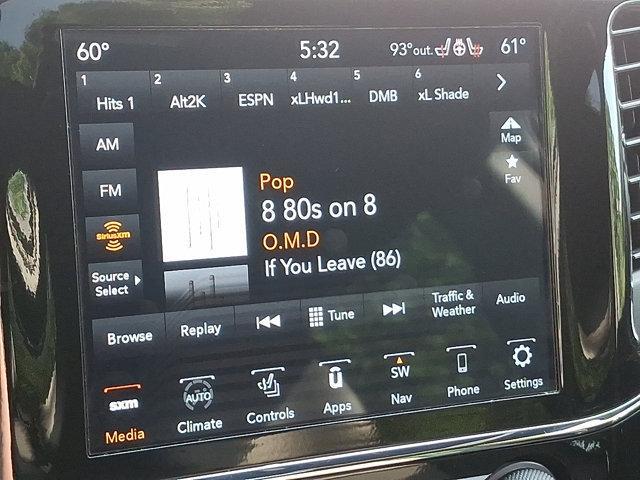 60° 5:32 93°out. 61°
1 Hits 1 2 Alt2K 3 ESPN 4 xLHwd1... 5 DMB 6 xL Shade
AM
Map
FM
Fav
Pop
8 80s on 8
SiriusXM
O.M.D
If You Leave (86)
Source
Select
Browse Replay Tune Traffic &
Weather Audio
AUTO SW
sxm
Media Climate Controls Apps Nav Phone Settings